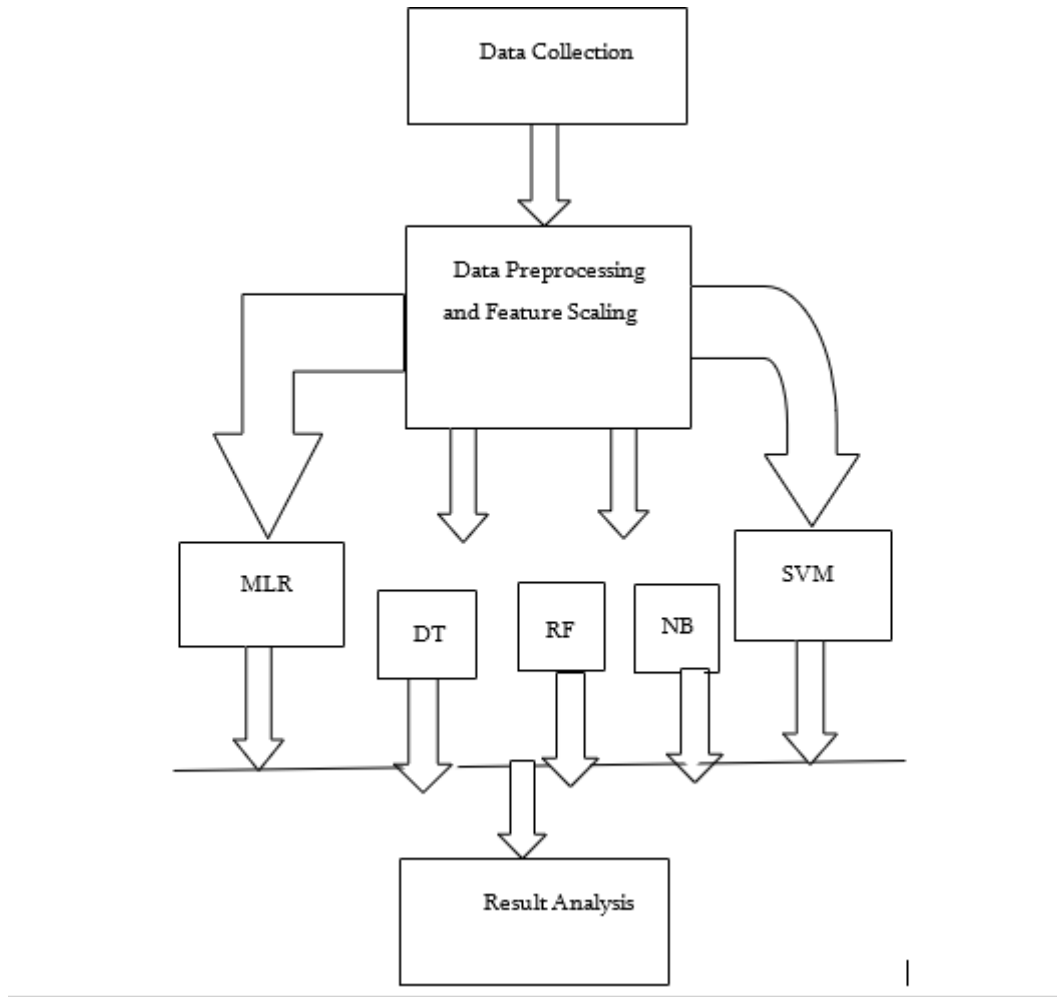 Data Collection
Data Preprocessing
and Feature Scaling
MLR
DT
RF
NB
SVM
Result Analysis